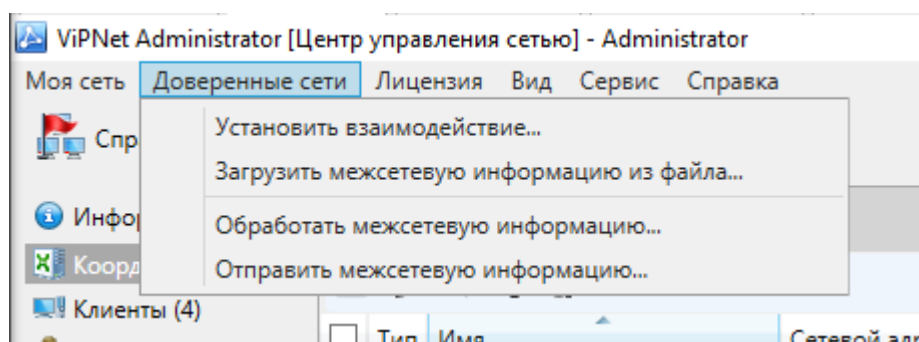 ViPNet Administrator [Центр управления сетью] - Administrator
Моя сеть Доверенные сети Лицензия Вид Сервис Справка
Установить взаимодействие...
Загрузить межсетевую информацию из файла...
Обработать межсетевую информацию...
Отправить межсетевую информацию...
Клиенты (4)
Тип Имя